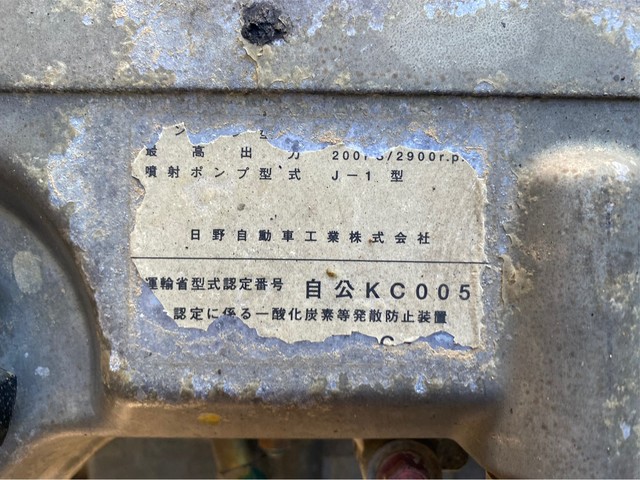 最高出力 200PS/2900r.p.
噴射ポンプ型式 J-1型
日野自動車工業株式会社
運輸省型式認定番号 自公KC005
認定に係る一酸化炭素等発散防止装置